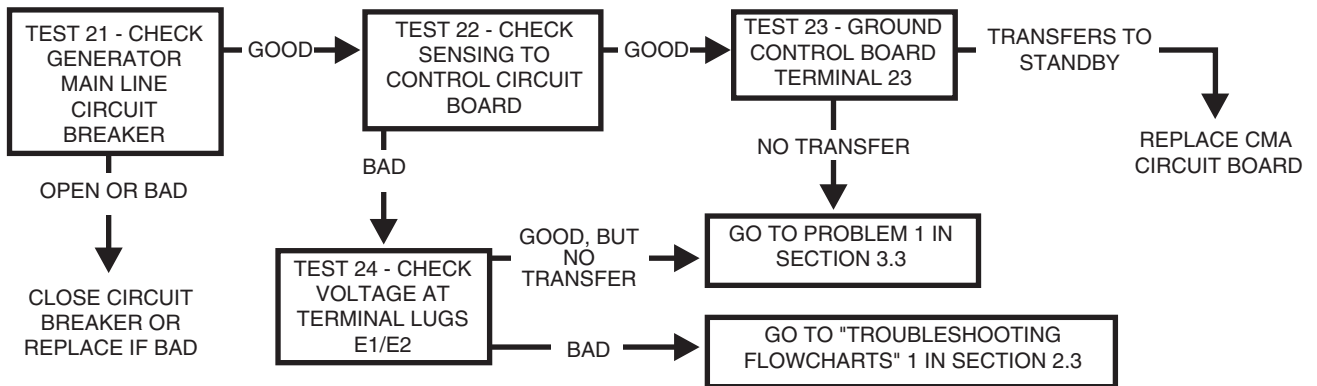 TEST 21 - CHECK
GENERATOR
MAIN LINE
CIRCUIT
BREAKER
GOOD
TEST 22 - CHECK
SENSING TO
CONTROL CIRCUIT
BOARD
GOOD
TEST 23 - GROUND
CONTROL BOARD
TERMINAL 23
TRANSFERS TO
STANDBY
REPLACE CMA
CIRCUIT BOARD
OPEN OR BAD
CLOSE CIRCUIT
BREAKER OR
REPLACE IF BAD
BAD
NO TRANSFER
TEST 24 - CHECK
VOLTAGE AT
TERMINAL LUGS
E1/E2
GOOD, BUT
NO
TRANSFER
GO TO PROBLEM 1 IN
SECTION 3.3
BAD
GO TO "TROUBLESHOOTING
FLOWCHARTS" 1 IN SECTION 2.3